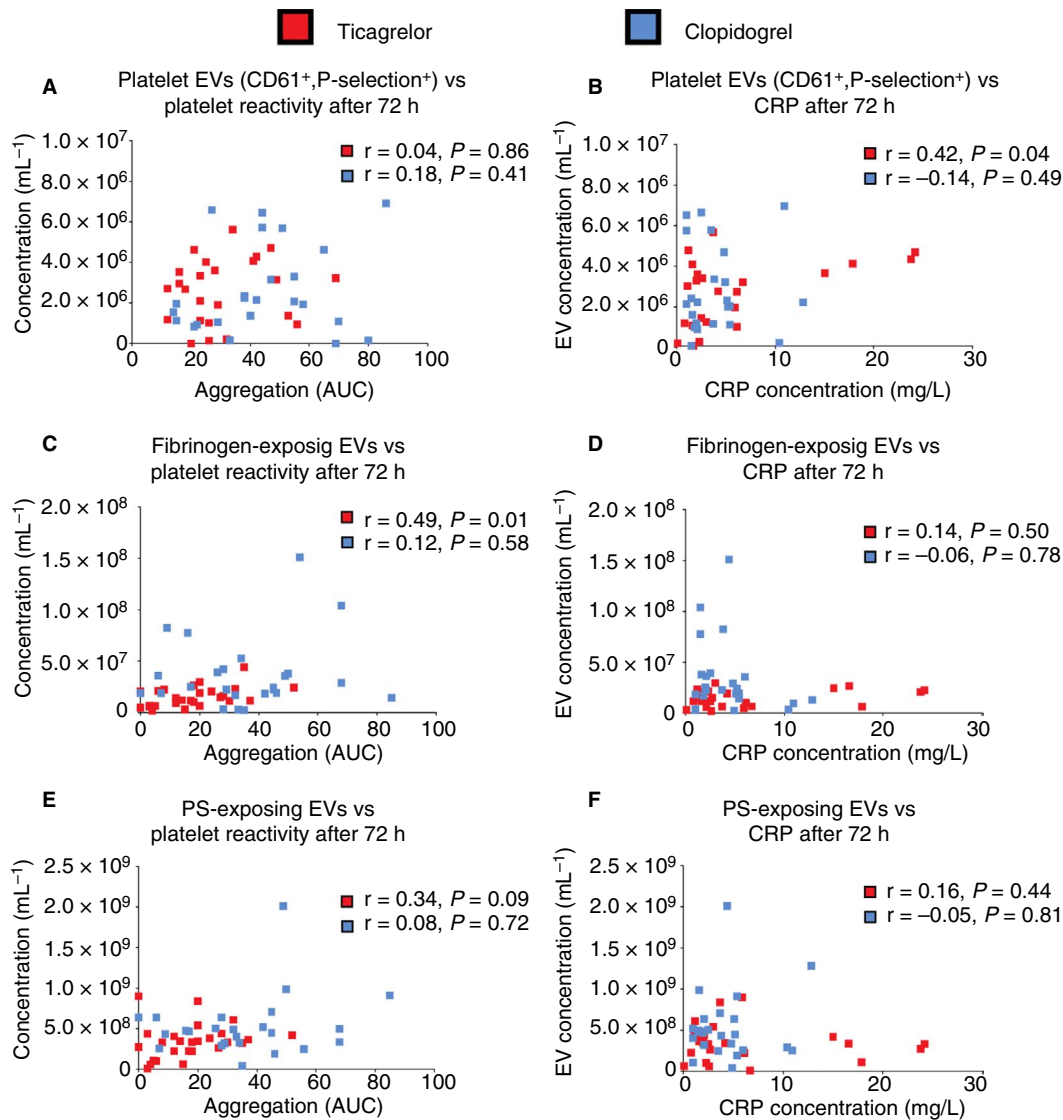 Ticagrelor
Clopidogrel
A
Platelet EVs (CD61⁺,P-selection⁺) vs
platelet reactivity after 72 h
r = 0.04, P = 0.86
r = 0.18, P = 0.41
Concentration (mL⁻¹)
1.0 × 10⁷
8.0 × 10⁶
6.0 × 10⁶
4.0 × 10⁶
2.0 × 10⁶
0
0 20 40 60 80 100
Aggregation (AUC)
B
Platelet EVs (CD61⁺,P-selection⁺) vs
CRP after 72 h
r = 0.42, P = 0.04
r = –0.14, P = 0.49
EV concentration (mL⁻¹)
1.0 × 10⁷
8.0 × 10⁶
6.0 × 10⁶
4.0 × 10⁶
2.0 × 10⁶
0
0 10 20 30
CRP concentration (mg/L)
C
Fibrinogen-exposig EVs vs
platelet reactivity after 72 h
r = 0.49, P = 0.01
r = 0.12, P = 0.58
Concentration (mL⁻¹)
2.0 × 10⁸
1.5 × 10⁸
1.0 × 10⁸
5.0 × 10⁷
0
0 20 40 60 80 100
Aggregation (AUC)
D
Fibrinogen-exposing EVs vs
CRP after 72 h
r = 0.14, P = 0.50
r = –0.06, P = 0.78
EV concentration (mL⁻¹)
2.0 × 10⁸
1.5 × 10⁸
1.0 × 10⁸
5.0 × 10⁷
0
0 10 20 30
CRP concentration (mg/L)
E
PS-exposing EVs vs
platelet reactivity after 72 h
r = 0.34, P = 0.09
r = 0.08, P = 0.72
Concentration (mL⁻¹)
2.5 × 10⁹
2.0 × 10⁹
1.5 × 10⁹
1.0 × 10⁹
5.0 × 10⁸
0
0 20 40 60 80 100
Aggregation (AUC)
F
PS-exposing EVs vs
CRP after 72 h
r = 0.16, P = 0.44
r = –0.05, P = 0.81
EV concentration (mL⁻¹)
2.5 × 10⁹
2.0 × 10⁹
1.5 × 10⁹
1.0 × 10⁹
5.0 × 10⁸
0
0 10 20 30
CRP concentration (mg/L)